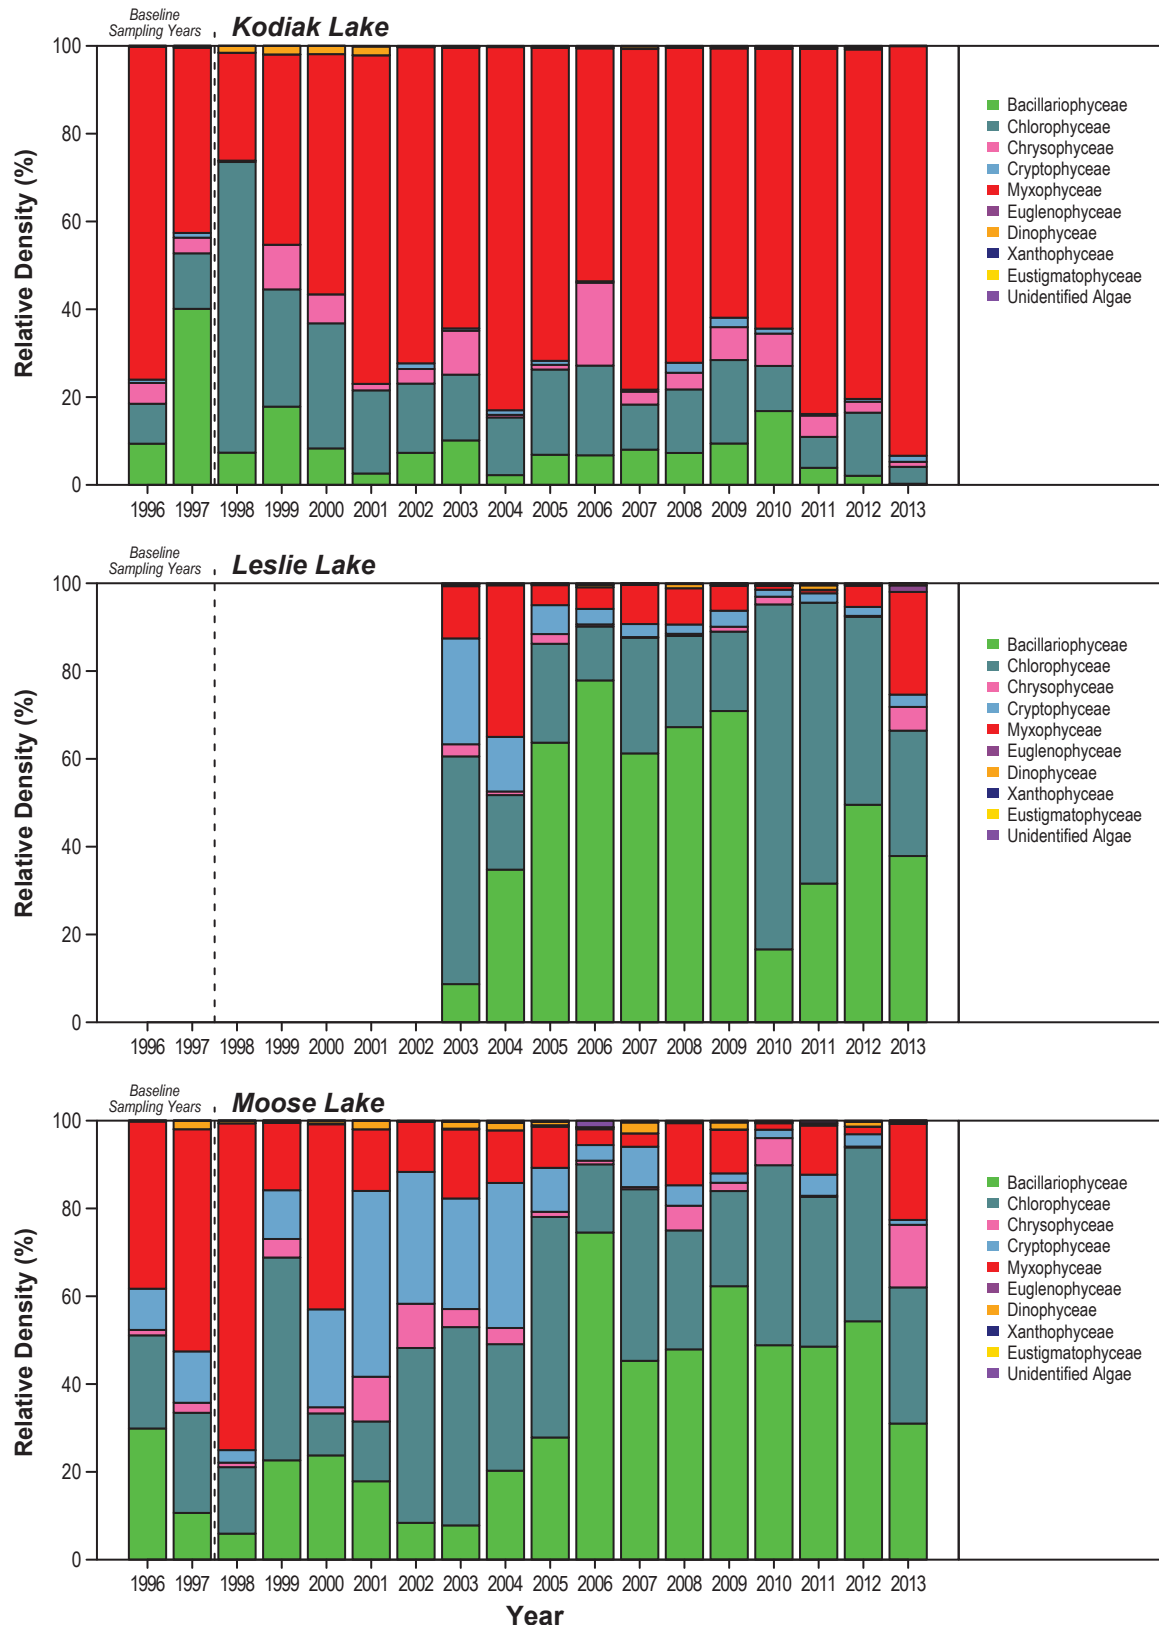 Baseline
Sampling Years
Kodiak Lake
Relative Density (%)
100
80
60
40
20
0
1996 1997 1998 1999 2000 2001 2002 2003 2004 2005 2006 2007 2008 2009 2010 2011 2012 2013
Bacillariophyceae
Chlorophyceae
Chrysophyceae
Cryptophyceae
Myxophyceae
Euglenophyceae
Dinophyceae
Xanthophyceae
Eustigmatophyceae
Unidentified Algae
Baseline
Sampling Years
Leslie Lake
Relative Density (%)
100
80
60
40
20
0
1996 1997 1998 1999 2000 2001 2002 2003 2004 2005 2006 2007 2008 2009 2010 2011 2012 2013
Bacillariophyceae
Chlorophyceae
Chrysophyceae
Cryptophyceae
Myxophyceae
Euglenophyceae
Dinophyceae
Xanthophyceae
Eustigmatophyceae
Unidentified Algae
Baseline
Sampling Years
Moose Lake
Relative Density (%)
100
80
60
40
20
0
1996 1997 1998 1999 2000 2001 2002 2003 2004 2005 2006 2007 2008 2009 2010 2011 2012 2013
Year
Bacillariophyceae
Chlorophyceae
Chrysophyceae
Cryptophyceae
Myxophyceae
Euglenophyceae
Dinophyceae
Xanthophyceae
Eustigmatophyceae
Unidentified Algae